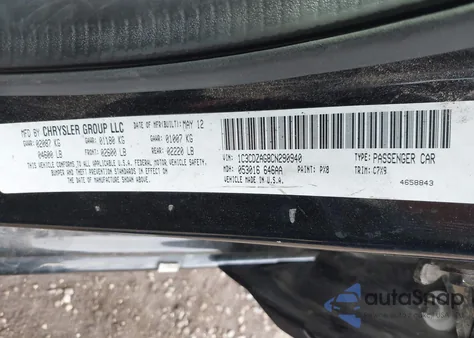 MFD BY CHRYSLER GROUP LLC DATE OF MFR(BUILT): MAY 12
GVWR: 02087 KG GAWR: 01180 KG GAWR: 01007 KG
04600 LB FRONT: 02600 LB REAR: 02220 LB
THIS VEHICLE CONFORMS TO ALL APPLICABLE U.S.A. FEDERAL MOTOR VEHICLE SAFETY,
BUMPER AND THEFT PREVENTION STANDARDS IN EFFECT ON THE DATE OF MANUFACTURE SHOWN ABOVE.
VIN: 1C3CDZAG8CN290940 TYPE: PASSENGER CAR
MDH: 053016 646AA PAINT: PX8 TRIM: C7X9
VEHICLE MADE IN U.S.A. 4658843
autoSnap